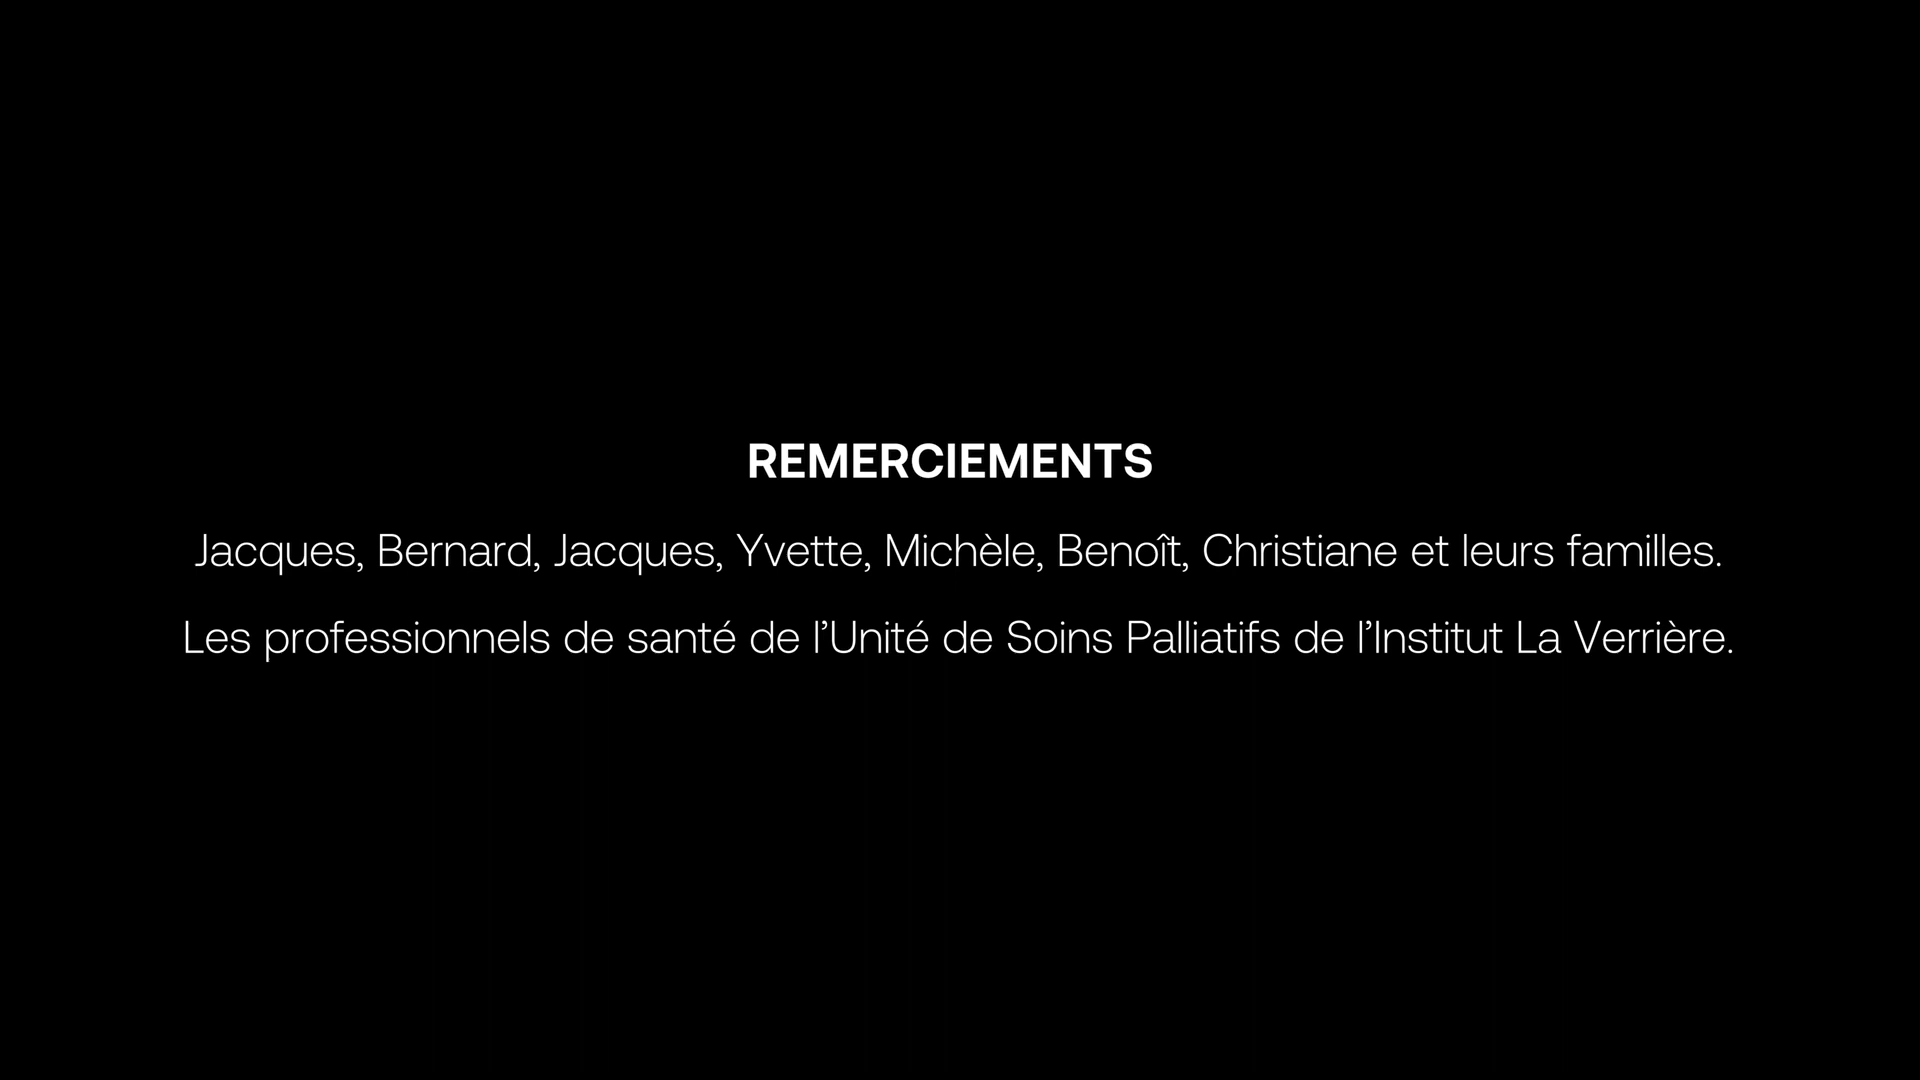 REMERCIEMENTS
Jacques, Bernard, Jacques, Yvette, Michèle, Benoît, Christiane et leurs familles.
Les professionnels de santé de l’Unité de Soins Palliatifs de l’Institut La Verrière.